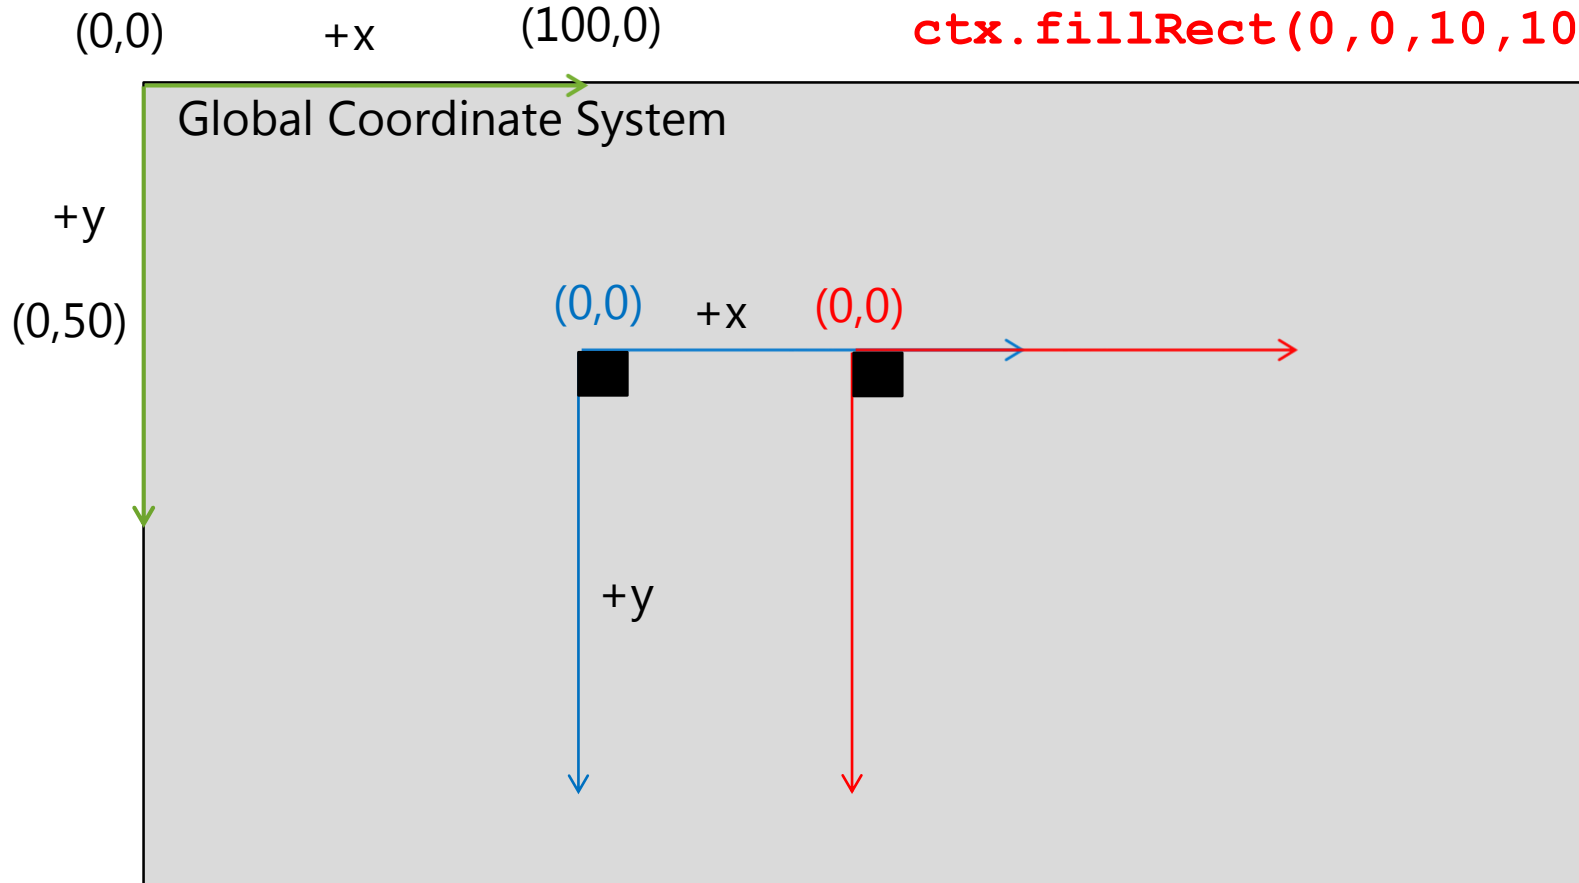 (0,0) +x (100,0) ctx.fillRect(0,0,10,10
Global Coordinate System
+y
(0,50)
(0,0) +x (0,0)
+y